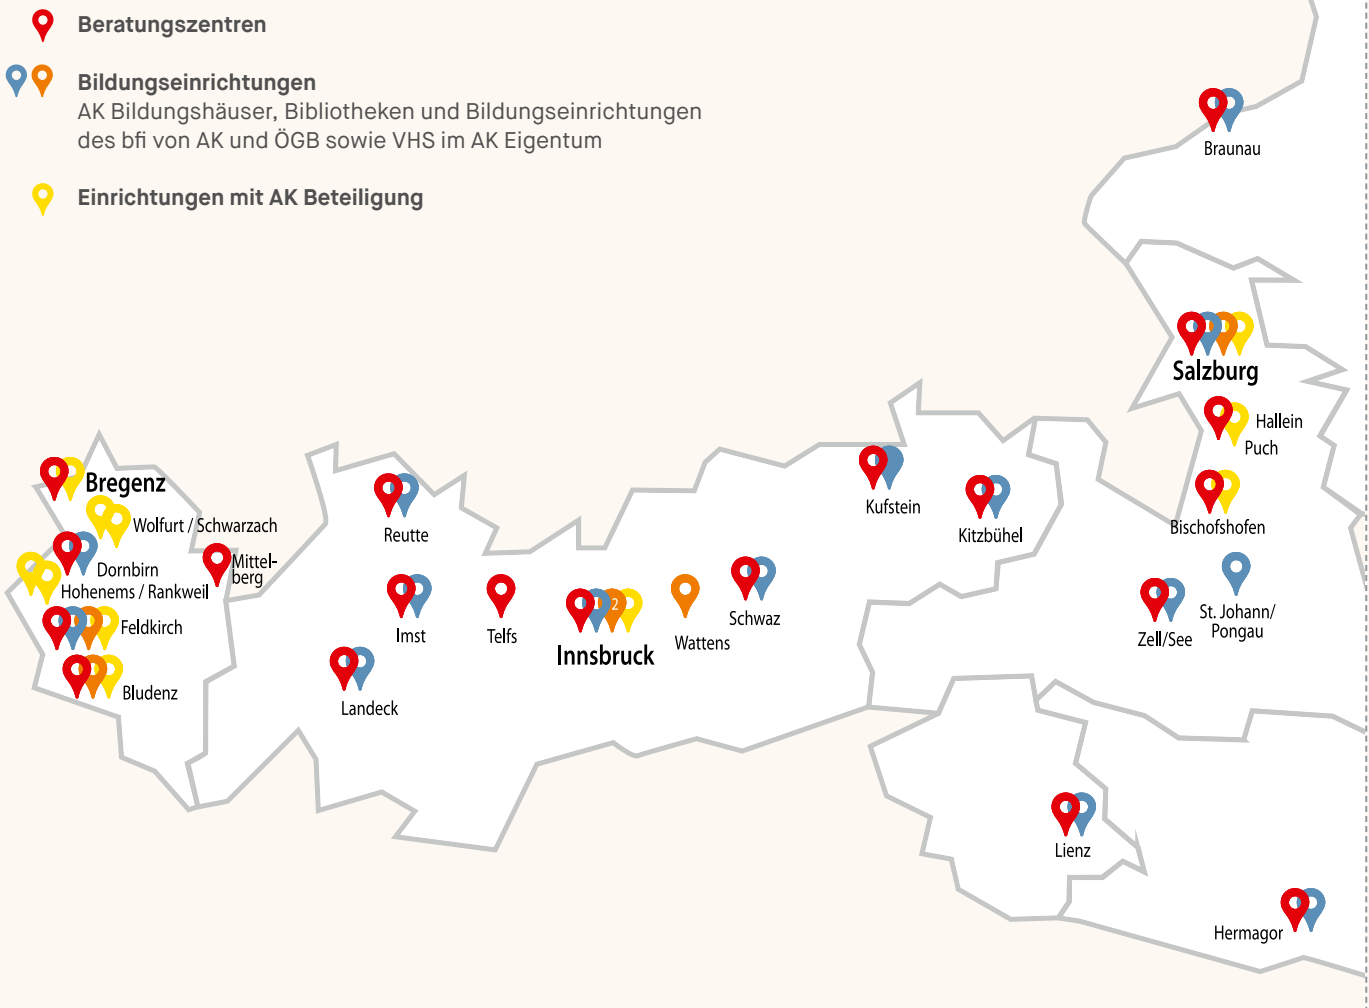 Beratungszentren
Bildungseinrichtungen
AK Bildungshäuser, Bibliotheken und Bildungseinrichtungen
des bfi von AK und ÖGB sowie VHS im AK Eigentum
Einrichtungen mit AK Beteiligung
Braunau
Salzburg
Hallein
Puch
Bischofshofen
St. Johann/
Pongau
Zell/See
Kufstein
Kitzbühel
Bregenz
Wolfurt / Schwarzach
Dornbirn
Hohenems / Rankweil
Mittel-
berg
Feldkirch
Bludenz
Reutte
Imst
Telfs
2
Innsbruck
Wattens
Schwaz
Landeck
Lienz
Hermagor